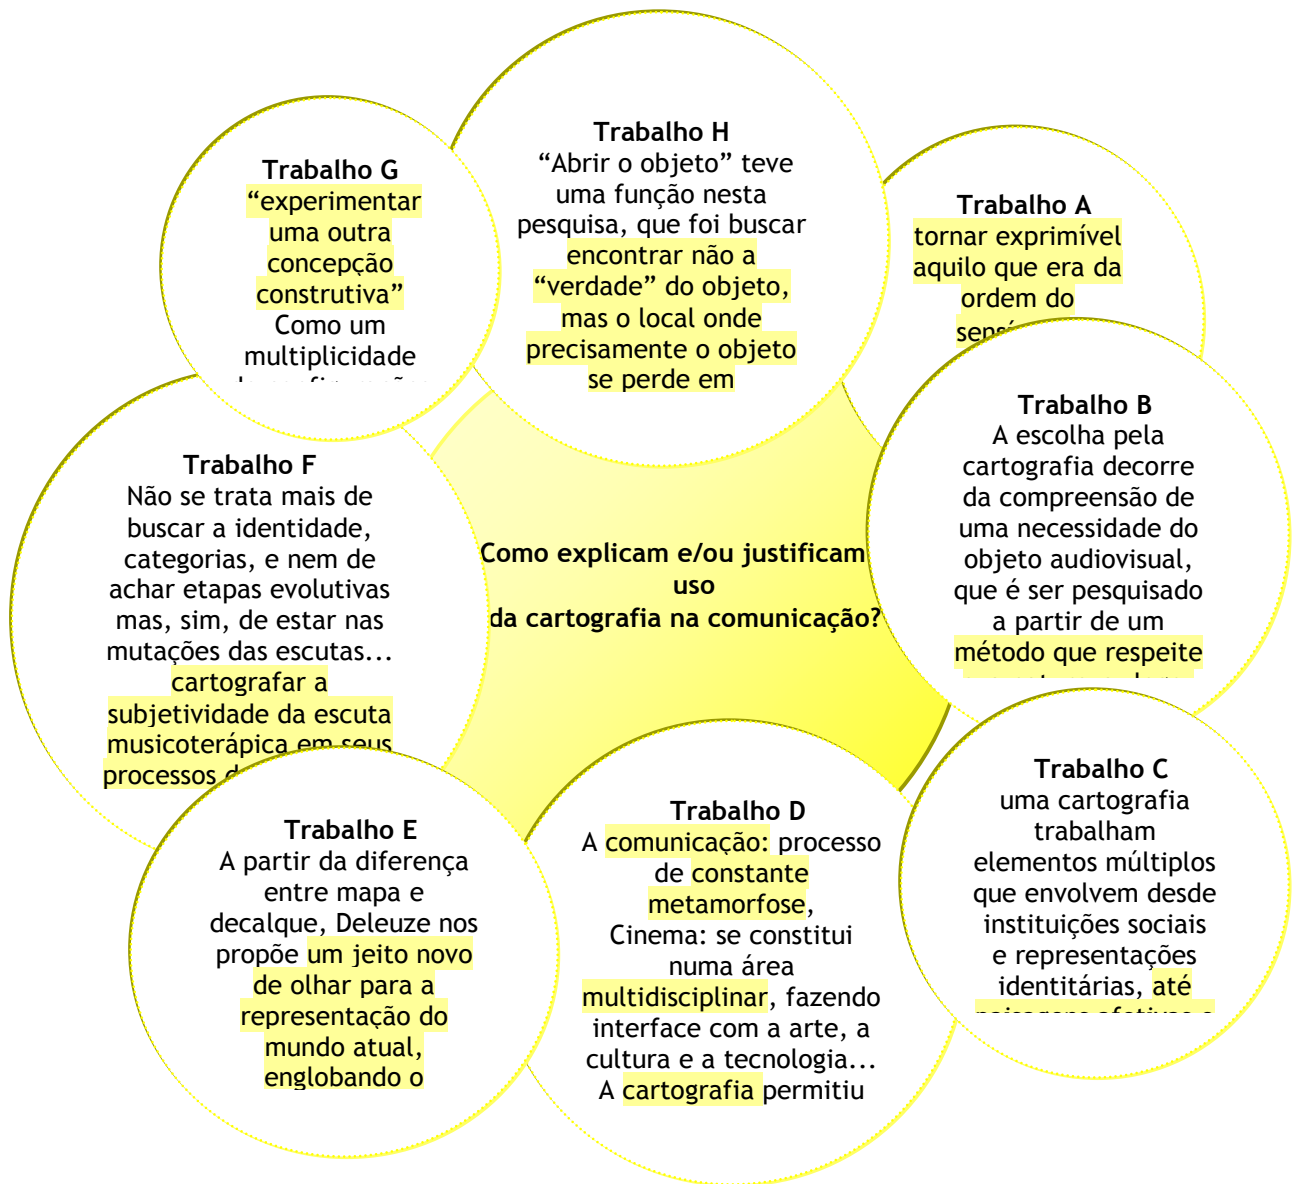 Trabalho H
“Abrir o objeto” teve
uma função nesta
pesquisa, que foi buscar
encontrar não a
“verdade” do objeto,
mas o local onde
precisamente o objeto
se perde em
Trabalho G
“experimentar
uma outra
concepção
construtiva”
Como um
multiplicidade
Trabalho A
tornar exprimível
aquilo que era da
ordem do
Trabalho B
A escolha pela
cartografia decorre
da compreensão de
uma necessidade do
objeto audiovisual,
que é ser pesquisado
a partir de um
método que respeite
Trabalho F
Não se trata mais de
buscar a identidade,
categorias, e nem de
achar etapas evolutivas
mas, sim, de estar nas
mutações das escutas...
cartografar a
subjetividade da escuta
musicoterápica em seus
processos
Como explicam e/ou justificam
uso
da cartografia na comunicação?
Trabalho C
uma cartografia
trabalham
elementos múltiplos
que envolvem desde
instituições sociais
e representações
identitárias, até
Trabalho D
A comunicação: processo
de constante
metamorfose,
Cinema: se constitui
numa área
multidisciplinar, fazendo
interface com a arte, a
cultura e a tecnologia...
A cartografia permitiu
Trabalho E
A partir da diferença
entre mapa e
decalque, Deleuze nos
propõe um jeito novo
de olhar para a
representação do
mundo atual,
englobando o